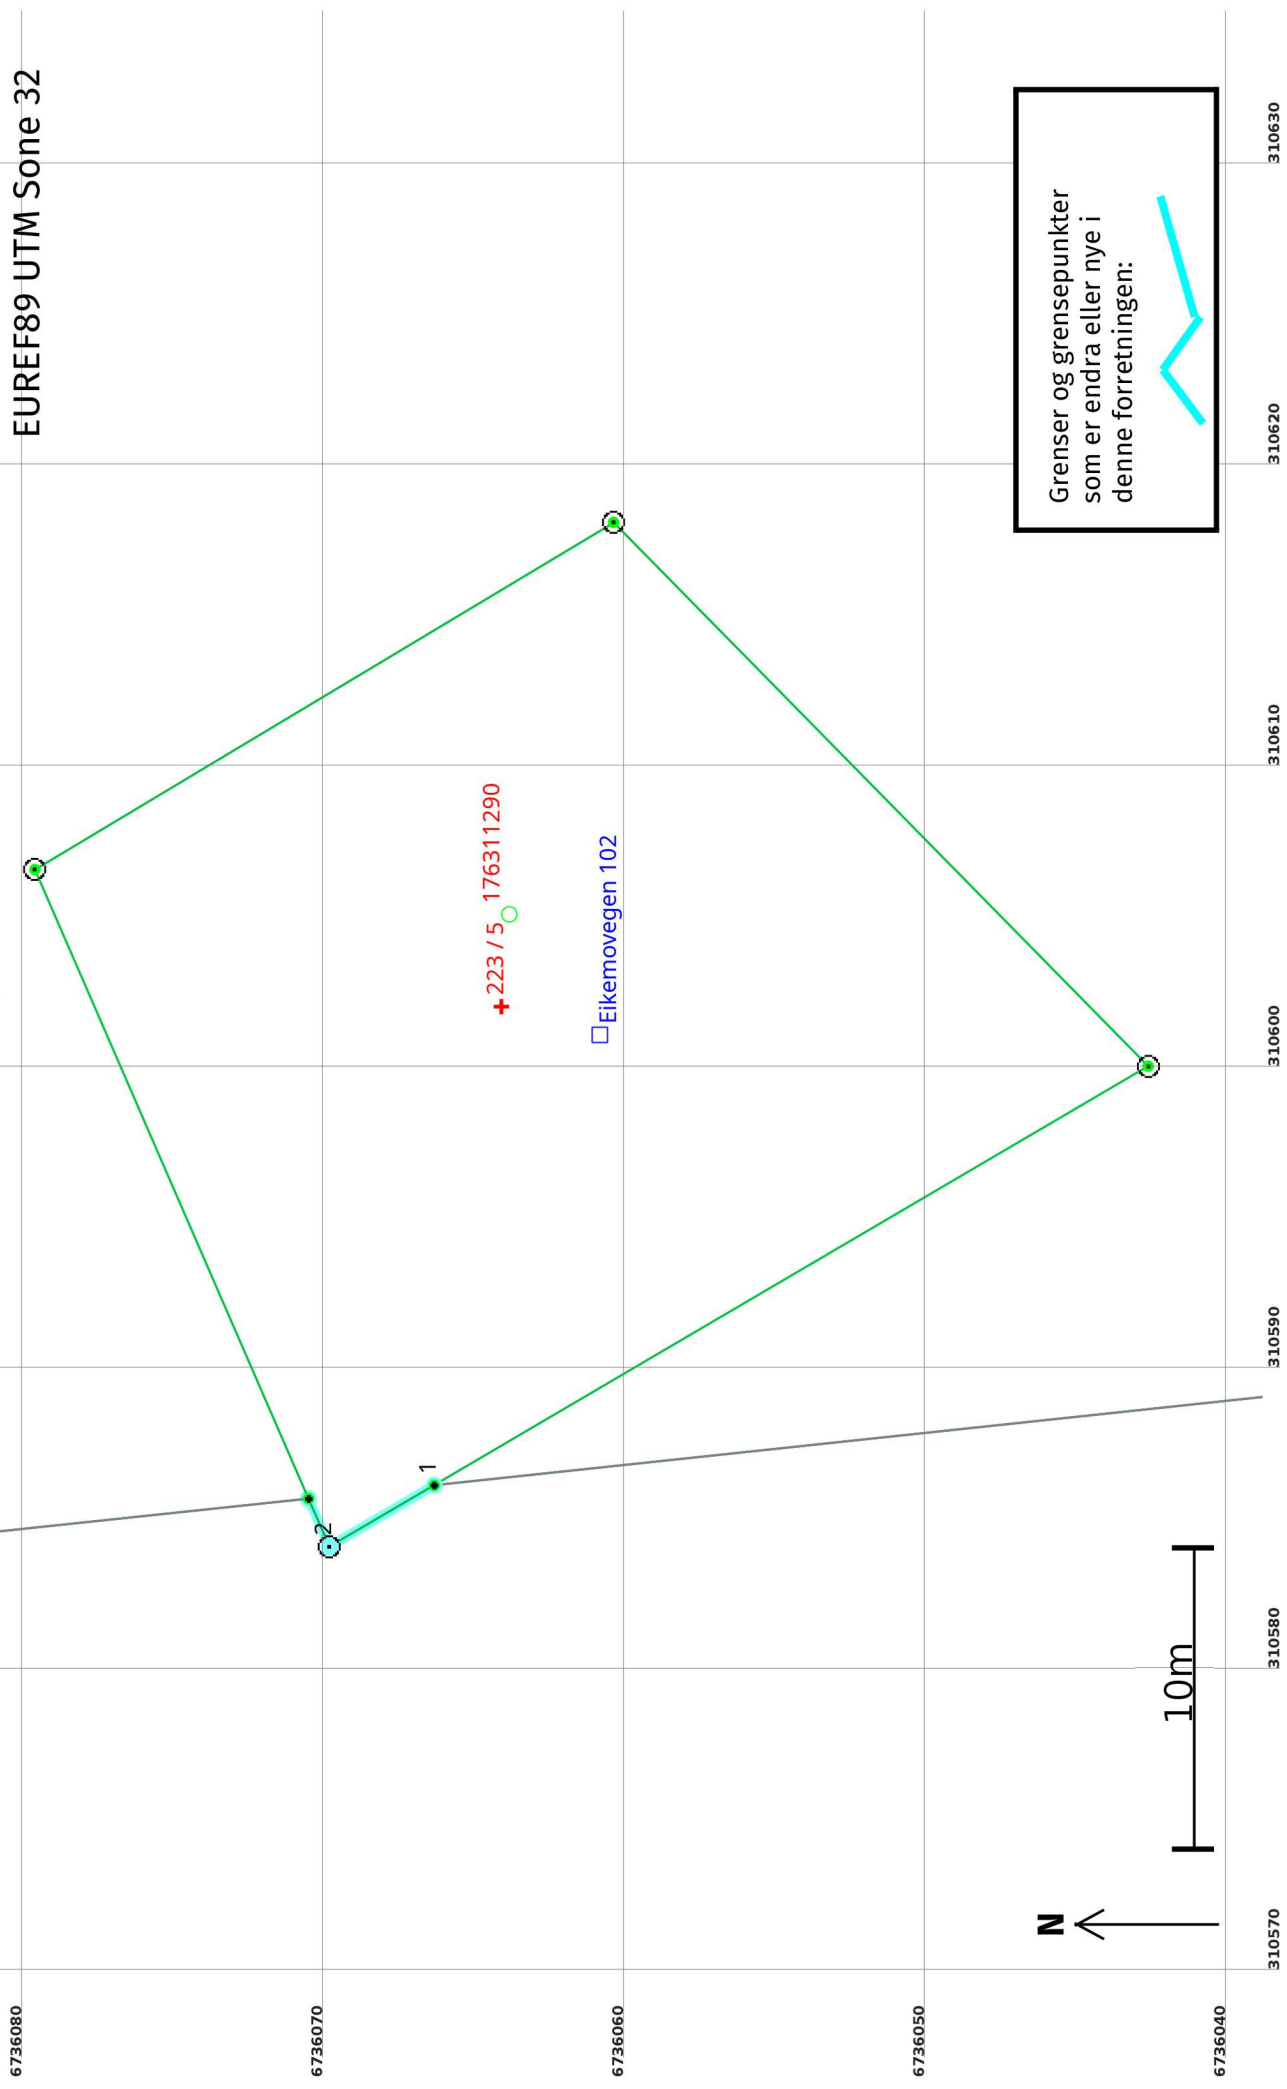 EUREF89 UTM Sone 32
6736080
6736070
2
1
223 / 5
176311290
Eikemovegen 102
6736060
6736050
6736040
N
10m
Grenser og grensepunkter
som er endra eller nye i
denne forretningen:
310570
310580
310590
310600
310610
310620
310630